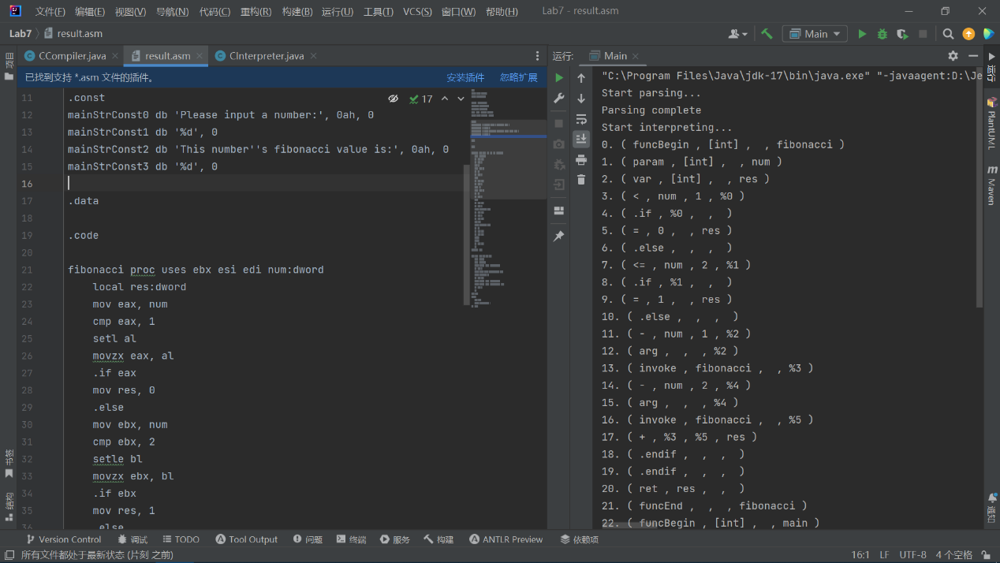 文件(F) 编辑(E) 视图(V) 导航(N) 代码(C) 重构(R) 构建(B) 运行(U) 工具(T) VCS(S) 窗口(W) 帮助(H) Lab7 - result.asm
Lab7 result.asm Main
CCompiler.java result.asm CInterpreter.java
已找到支持 *.asm 文件的插件。 安装插件 忽略扩展
17
11 .const
12 mainStrConst0 db 'Please input a number:', 0ah, 0
13 mainStrConst1 db '%d', 0
14 mainStrConst2 db 'This number''s fibonacci value is:', 0ah, 0
15 mainStrConst3 db '%d', 0
16
17 .data
18
19 .code
20
21 fibonacci proc uses ebx esi edi num:dword
22 local res:dword
23 mov eax, num
24 cmp eax, 1
25 setl al
26 movzx eax, al
27 .if eax
28 mov res, 0
29 .else
30 mov ebx, num
31 cmp ebx, 2
32 setle bl
33 movzx ebx, bl
34 .if ebx
35 mov res, 1
36 .else
运行: Main
"C:\Program Files\Java\jdk-17\bin\java.exe" "-javaagent:D:\Je
Start parsing...
Parsing complete
Start interpreting...
0. ( funcBegin , [int] , , fibonacci )
1. ( param , [int] , , num )
2. ( var , [int] , , res )
3. ( < , num , 1 , %0 )
4. ( .if , %0 , , )
5. ( = , 0 , , res )
6. ( .else , , , )
7. ( <= , num , 2 , %1 )
8. ( .if , %1 , , )
9. ( = , 1 , , res )
10. ( .else , , , )
11. ( - , num , 1 , %2 )
12. ( arg , , , %2 )
13. ( invoke , fibonacci , , %3 )
14. ( - , num , 2 , %4 )
15. ( arg , , , %4 )
16. ( invoke , fibonacci , , %5 )
17. ( + , %3 , %5 , res )
18. ( .endif , , , )
19. ( .endif , , , )
20. ( ret , res , , )
21. ( funcEnd , , , fibonacci )
22. ( funcBegin , [int] , , main )
项目
书签
结构
运行
PlantUML
m Maven
通知
Version Control 调试 TODO Tool Output 问题 终端 服务 构建 ANTLR Preview 依赖项
所有文件都处于最新状态 (片刻 之前) 16:1 LF UTF-8 4 个空格